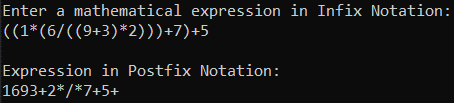 Enter a mathematical expression in Infix Notation:
((1*(6/((9+3)*2)))+7)+5
Expression in Postfix Notation:
1693+2*/*7+5+